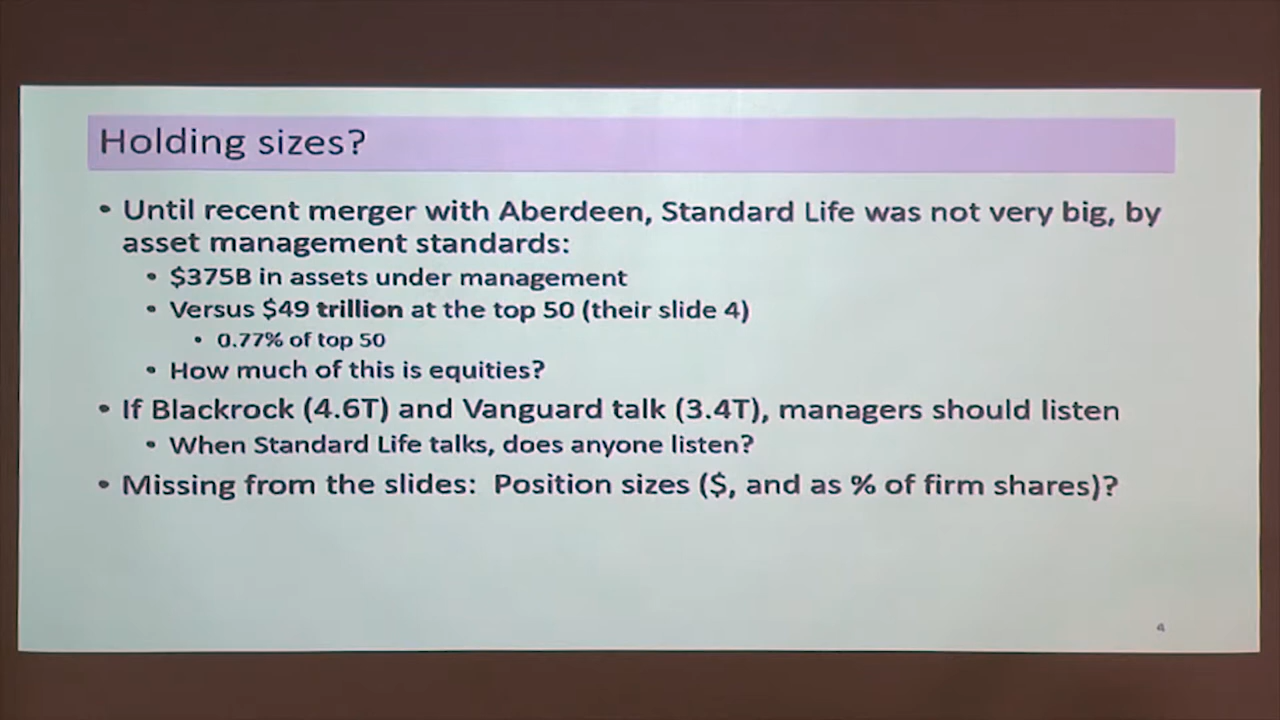 Holding sizes?
• Until recent merger with Aberdeen, Standard Life was not very big, by
asset management standards:
• $375B in assets under management
• Versus $49 trillion at the top 50 (their slide 4)
• 0.77% of top 50
• How much of this is equities?
• If Blackrock (4.6T) and Vanguard talk (3.4T), managers should listen
• When Standard Life talks, does anyone listen?
• Missing from the slides: Position sizes ($, and as % of firm shares)?
4